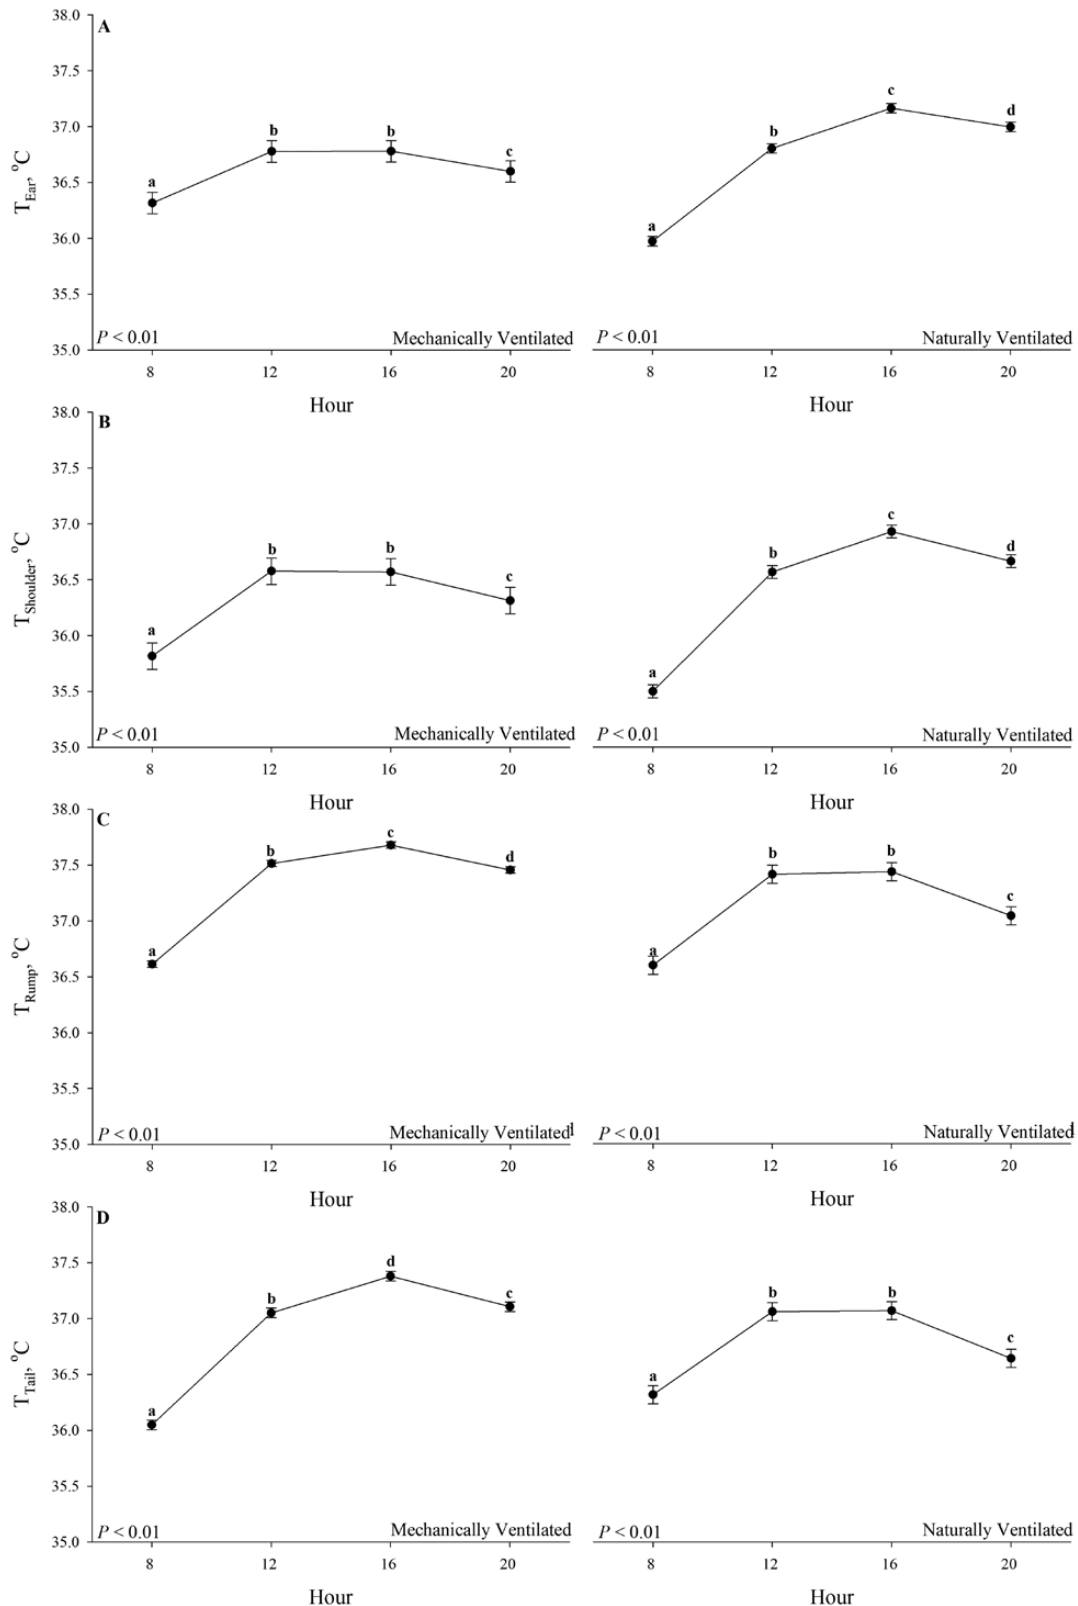 A
38.0
37.5
37.0
36.5
36.0
35.5
35.0
T_Ear, °C
a
b
b
c
P < 0.01
Mechanically Ventilated
8 12 16 20
Hour
a
b
c
d
P < 0.01
Naturally Ventilated
8 12 16 20
Hour
B
38.0
37.5
37.0
36.5
36.0
35.5
35.0
T_Shoulder, °C
a
b
b
c
P < 0.01
Mechanically Ventilated
8 12 16 20
Hour
a
b
c
d
P < 0.01
Naturally Ventilated
8 12 16 20
Hour
C
38.0
37.5
37.0
36.5
36.0
35.5
35.0
T_Rump, °C
a
b
c
d
P < 0.01
Mechanically Ventilated
8 12 16 20
Hour
a
b
b
c
P < 0.01
Naturally Ventilated
8 12 16 20
Hour
D
38.0
37.5
37.0
36.5
36.0
35.5
35.0
T_Tail, °C
a
b
d
c
P < 0.01
Mechanically Ventilated
8 12 16 20
Hour
a
b
b
c
P < 0.01
Naturally Ventilated
8 12 16 20
Hour